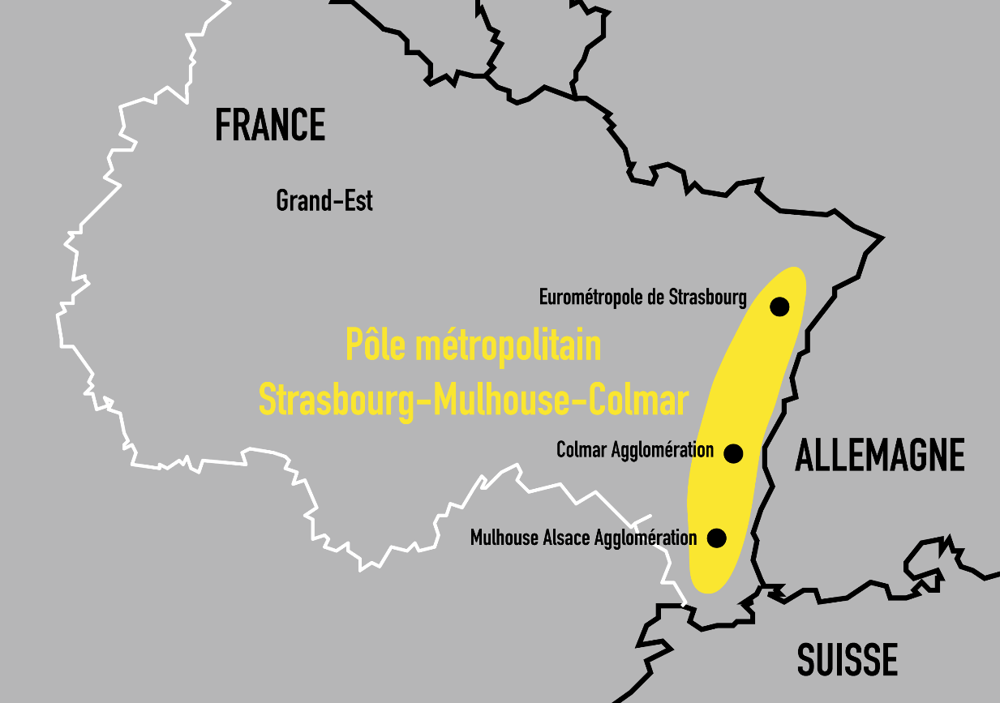 FRANCE
Grand-Est
Eurométropole de Strasbourg
Pôle métropolitain
Strasbourg-Mulhouse-Colmar
Colmar Agglomération
ALLEMAGNE
Mulhouse Alsace Agglomération
SUISSE